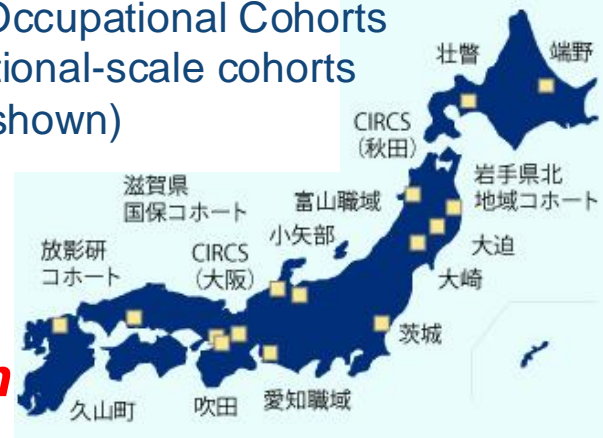 Occupational Cohorts
tional-scale cohorts
shown)
壮瞥
端野
CIRCS
(秋田)
岩手県北
地域コホート
滋賀県
国保コホート
富山職域
小矢部
大迫
放影研
コホート
CIRCS
(大阪)
大崎
茨城
n
久山町
吹田
愛知職域